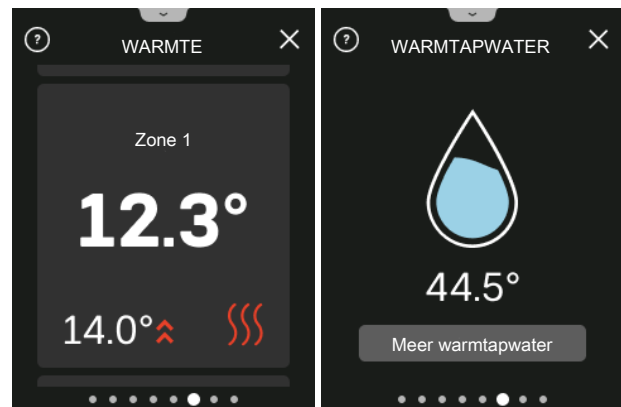 ?
WARMTE
Zone 1
12.3°
14.0°
?
WARMTAPWATER
44.5°
Meer warmtapwater